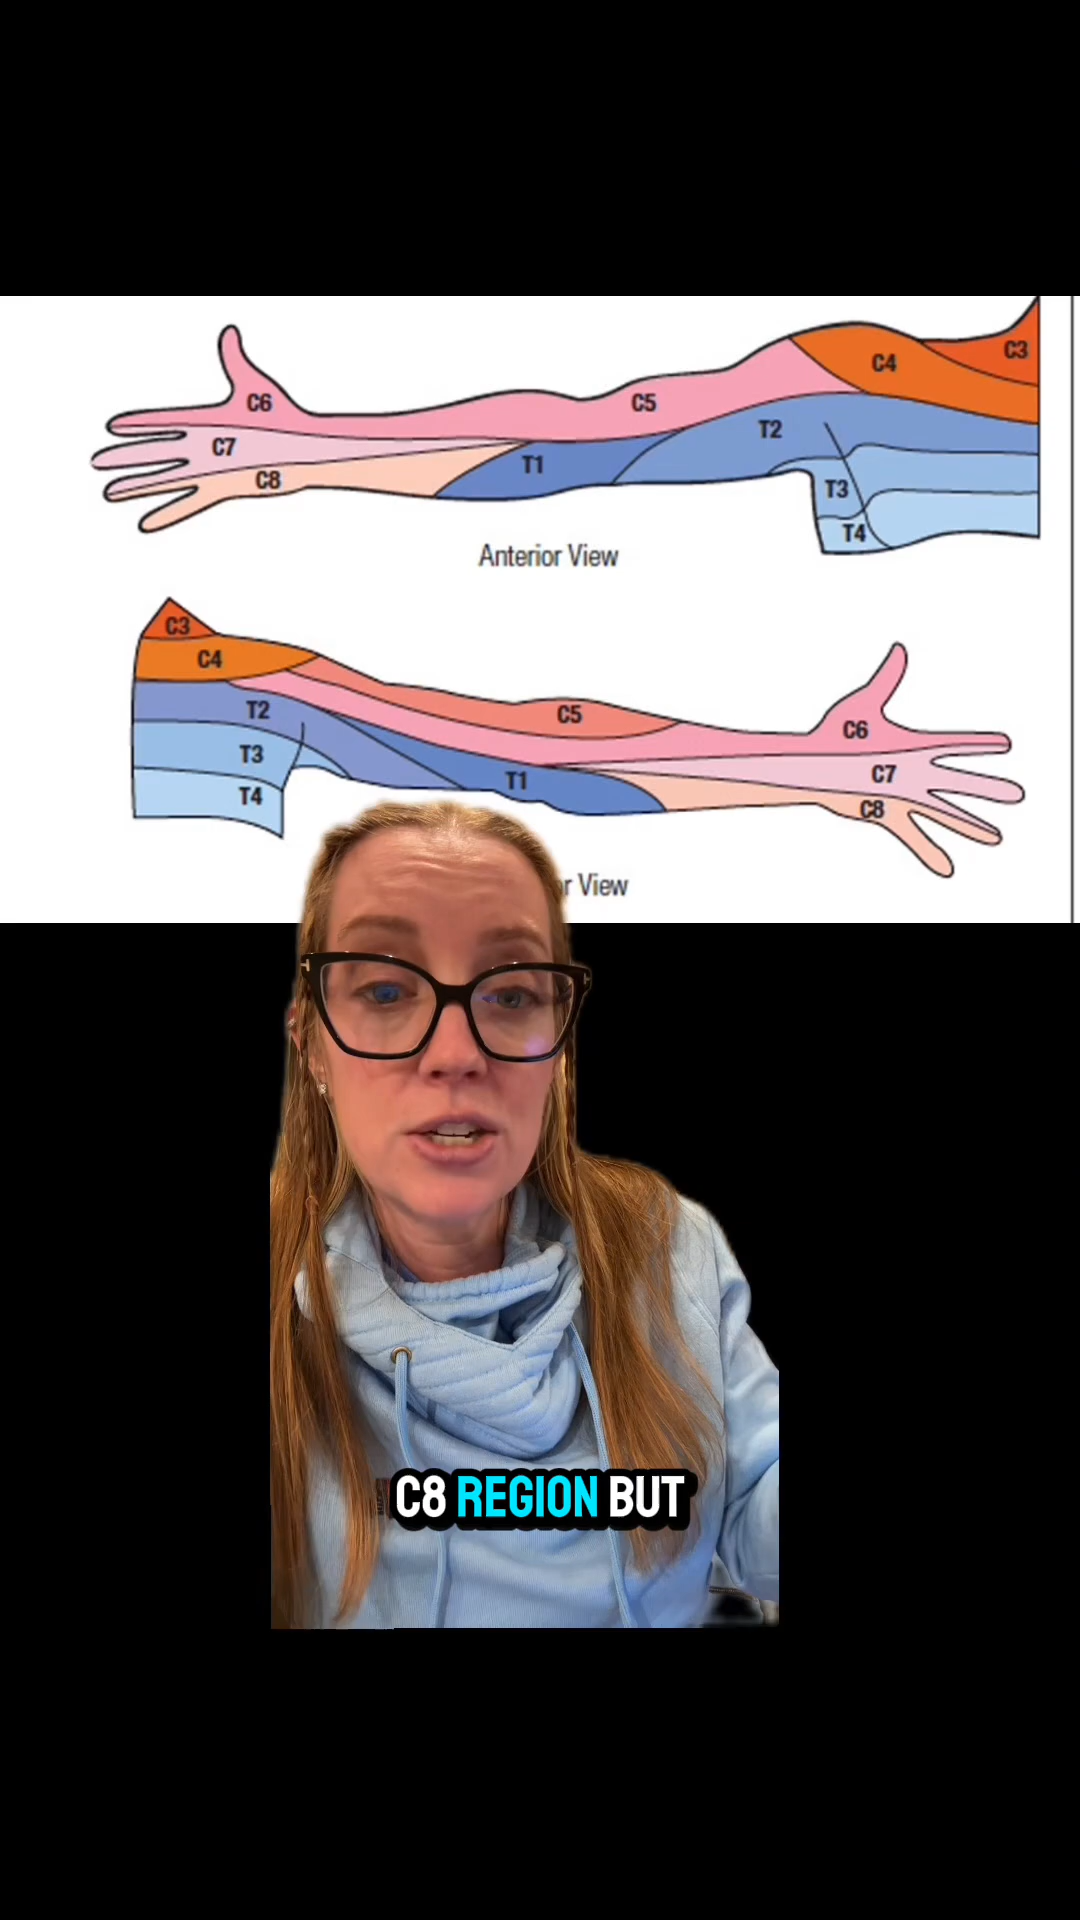 C3
C4
C6
C5
T2
C7
T1
C8
T3
T4
Anterior View
C3
C4
T2
C5
C6
T3
T1
C7
T4
C8
View
C8 REGION BUT